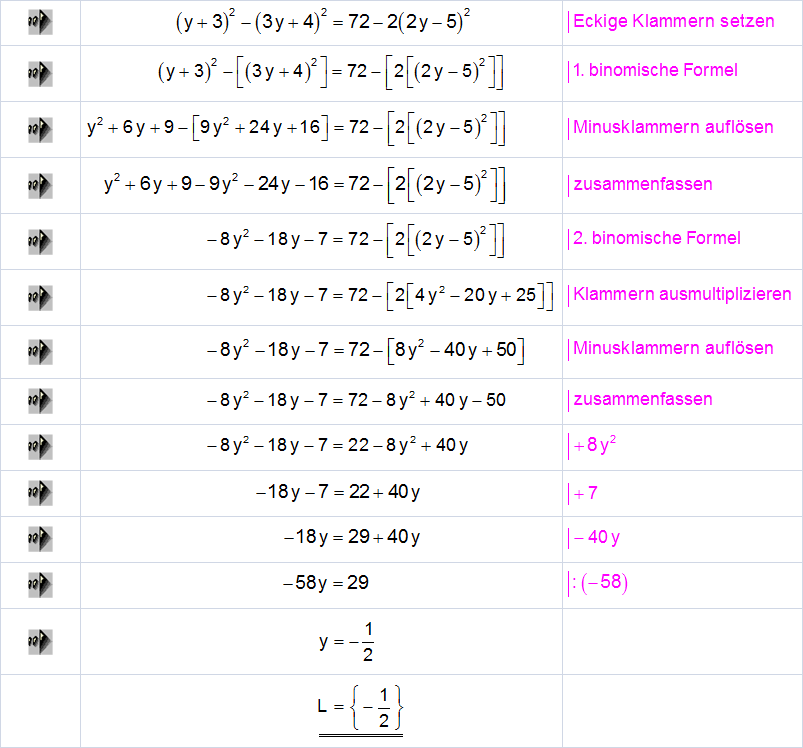 (y + 3)² − (3y + 4)² = 72 − 2(2y − 5)² | Eckige Klammern setzen
(y + 3)² − [(3y + 4)²] = 72 − [2[(2y − 5)²]] | 1. binomische Formel
y² + 6y + 9 − [9y² + 24y + 16] = 72 − [2[(2y − 5)²]] | Minusklammern auflösen
y² + 6y + 9 − 9y² − 24y − 16 = 72 − [2[(2y − 5)²]] | zusammenfassen
−8y² − 18y − 7 = 72 − [2[(2y − 5)²]] | 2. binomische Formel
−8y² − 18y − 7 = 72 − [2[4y² − 20y + 25]] | Klammern ausmultiplizieren
−8y² − 18y − 7 = 72 − [8y² − 40y + 50] | Minusklammern auflösen
−8y² − 18y − 7 = 72 − 8y² + 40y − 50 | zusammenfassen
−8y² − 18y − 7 = 22 − 8y² + 40y | + 8y²
−18y − 7 = 22 + 40y | + 7
−18y = 29 + 40y | − 40y
−58y = 29 | : (−58)
y = −1/2
L = {−1/2}